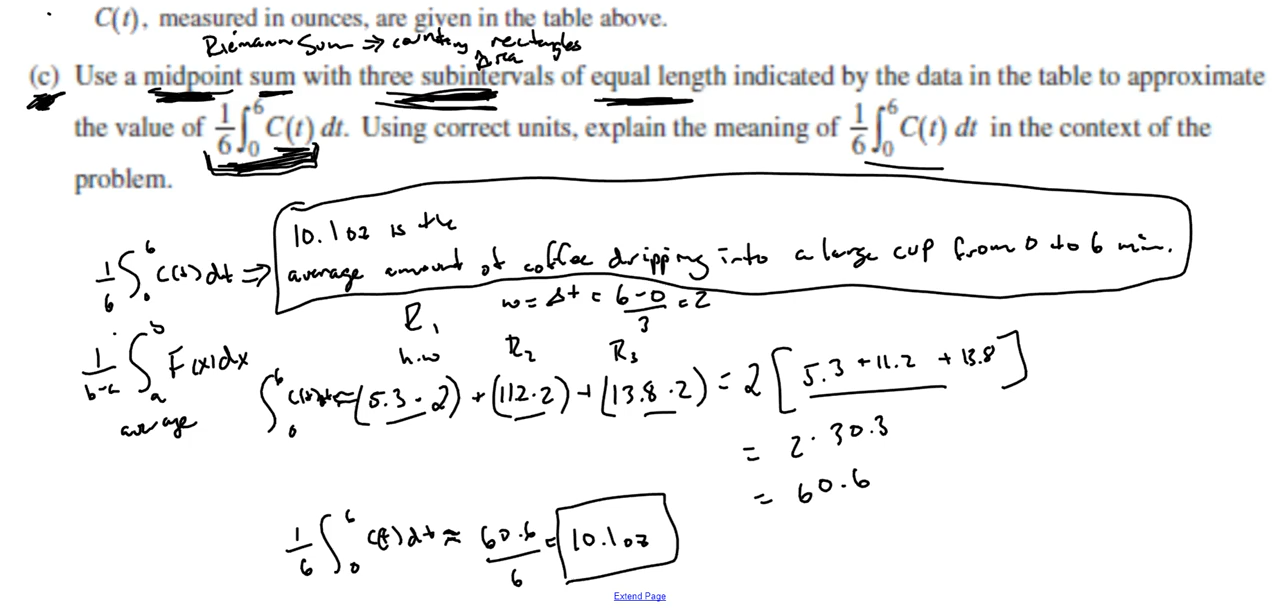 C(t), measured in ounces, are given in the table above.
Riemann Sum ⇒ counting rectangles
Area
(c) Use a midpoint sum with three subintervals of equal length indicated by the data in the table to approximate
the value of 1/6 ∫₀⁶ C(t) dt. Using correct units, explain the meaning of 1/6 ∫₀⁶ C(t) dt in the context of the
problem.
10.1 oz is the
1/6 ∫₀⁶ C(t) dt ⇒ average amount of coffee dripping into a large cup from 0 to 6 min.
R₁ w = Δt = (6-0)/3 = 2
h.w R₂ R₃
1/(b-a) ∫ₐᵇ F(x) dx
average
∫₀⁶ C(t) dt ≈ (5.3 · 2) + (11.2 · 2) + (13.8 · 2) = 2 [5.3 + 11.2 + 13.8]
= 2 · 30.3
= 60.6
1/6 ∫₀⁶ C(t) dt ≈ 60.6/6 = 10.1 oz
Extend Page